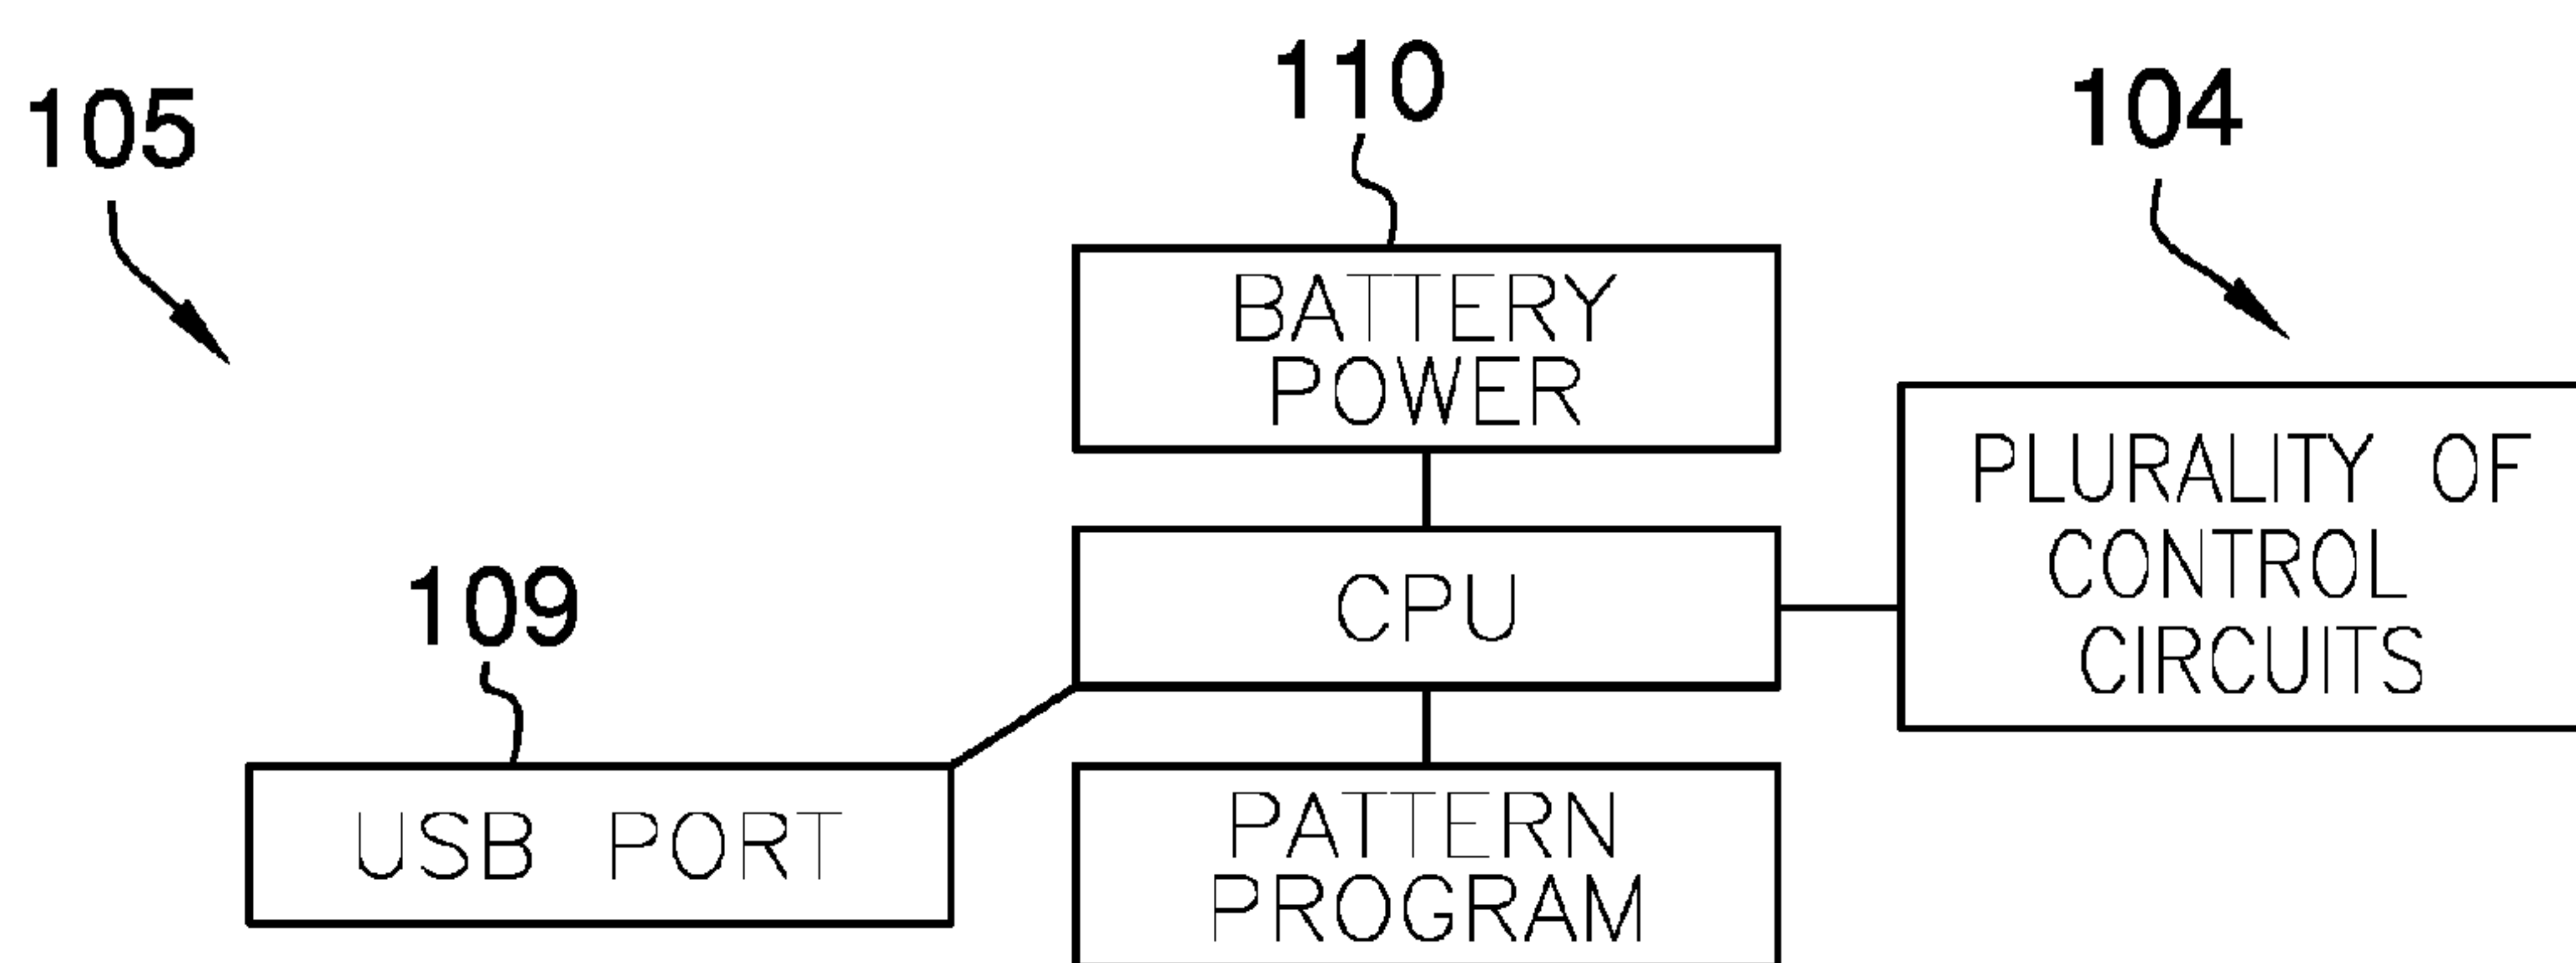 105
110
104
BATTERY
POWER
PLURALITY OF
CONTROL
CIRCUITS
CPU
109
USB PORT
PATTERN
PROGRAM